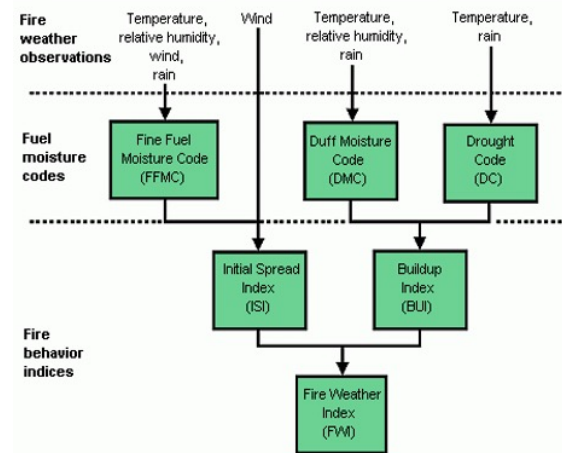 Fire
weather
observations
Temperature,
relative humidity,
wind,
rain
Wind
Temperature,
relative humidity,
rain
Temperature,
rain
Fuel
moisture
codes
Fine Fuel
Moisture Code
(FFMC)
Duff Moisture
Code
(DMC)
Drought
Code
(DC)
Fire
behavior
indices
Initial Spread
Index
(ISI)
Buildup
Index
(BUI)
Fire Weather
Index
(FWI)